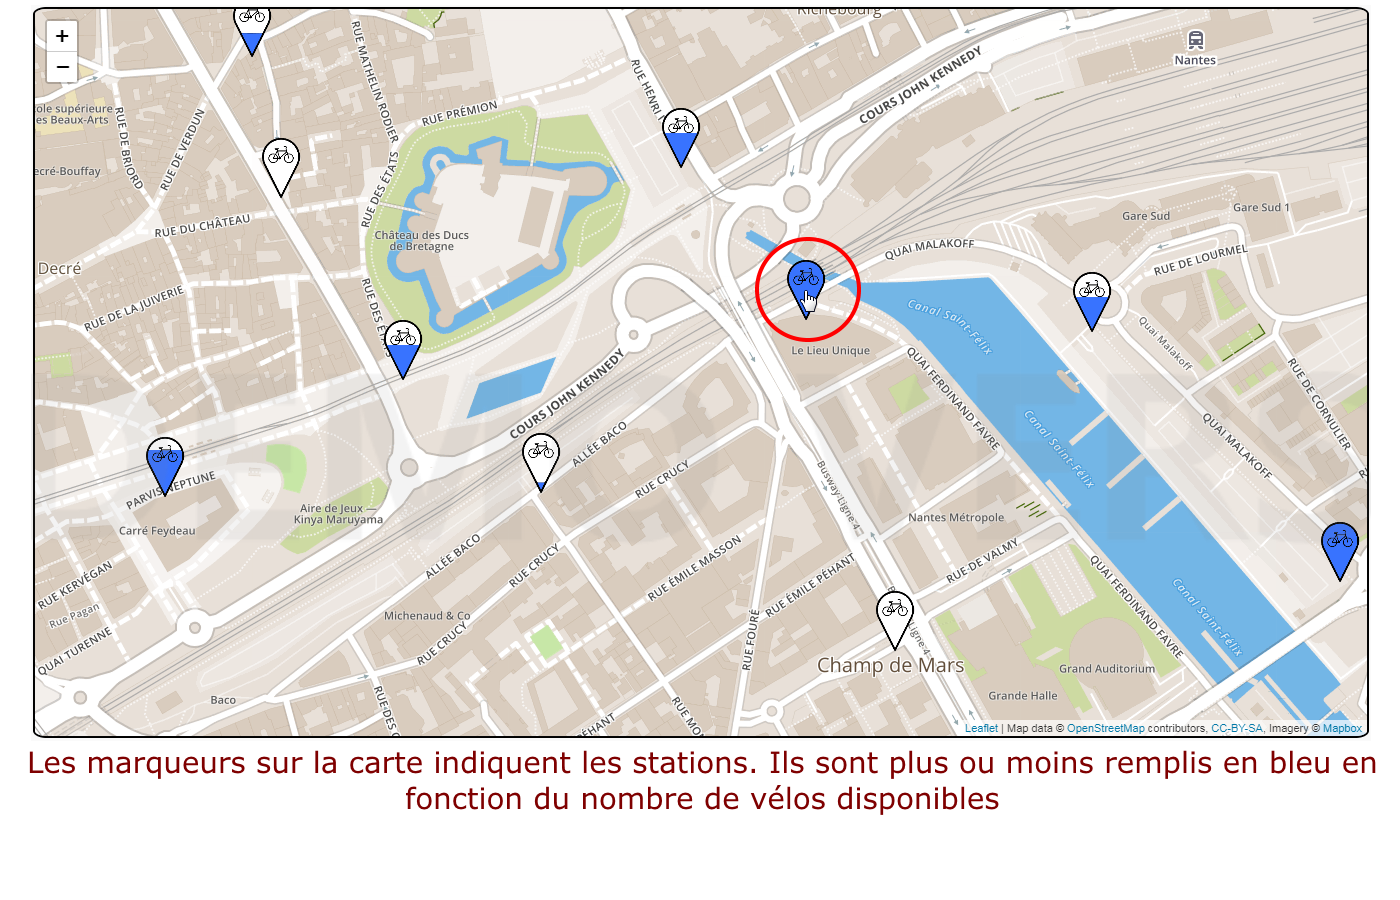 Richebourg
+
−
Nantes
COURS JOHN KENNEDY
RUE MATHELIN RODIER
RUE HENRI
RUE PRÉMION
ole supérieure
es Beaux-Arts
RUE DE BRIORD
RUE DE VERDUN
ecré-Bouffay
RUE DES ÉTATS
RUE DU CHÂTEAU
Château des Ducs
de Bretagne
Gare Sud
Gare Sud 1
QUAI MALAKOFF
RUE DE LOURMEL
Decré
RUE DE LA JUIVERIE
RUE DES ÉTATS
Canal Saint-Félix
Quai Malakoff
Le Lieu Unique
COURS JOHN KENNEDY
QUAI FERDINAND FAVRE
RUE DE CORNULIER
ALLÉE BACO
Canal Saint-Félix
QUAI MALAKOFF
RUE CRUCY
Busway Ligne 4
PARVIS NEPTUNE
Carré Feydeau
Aire de Jeux —
Kinya Maruyama
Nantes Métropole
ALLÉE BACO
RUE CRUCY
RUE ÉMILE MASSON
RUE ÉMILE PÉHANT
RUE DE VALMY
QUAI FERDINAND FAVRE
Canal Saint-Félix
RUE KERVÉGAN
Rue Pagan
QUAI TURENNE
Michenaud & Co
RUE CRUCY
RUE FOURÉ
Ligne 4
Champ de Mars
Grand Auditorium
Grande Halle
Baco
RUE DES
PÉHANT
RUE MO
Leaflet | Map data © OpenStreetMap contributors, CC-BY-SA, Imagery © Mapbox
Les marqueurs sur la carte indiquent les stations. Ils sont plus ou moins remplis en bleu en
fonction du nombre de vélos disponibles